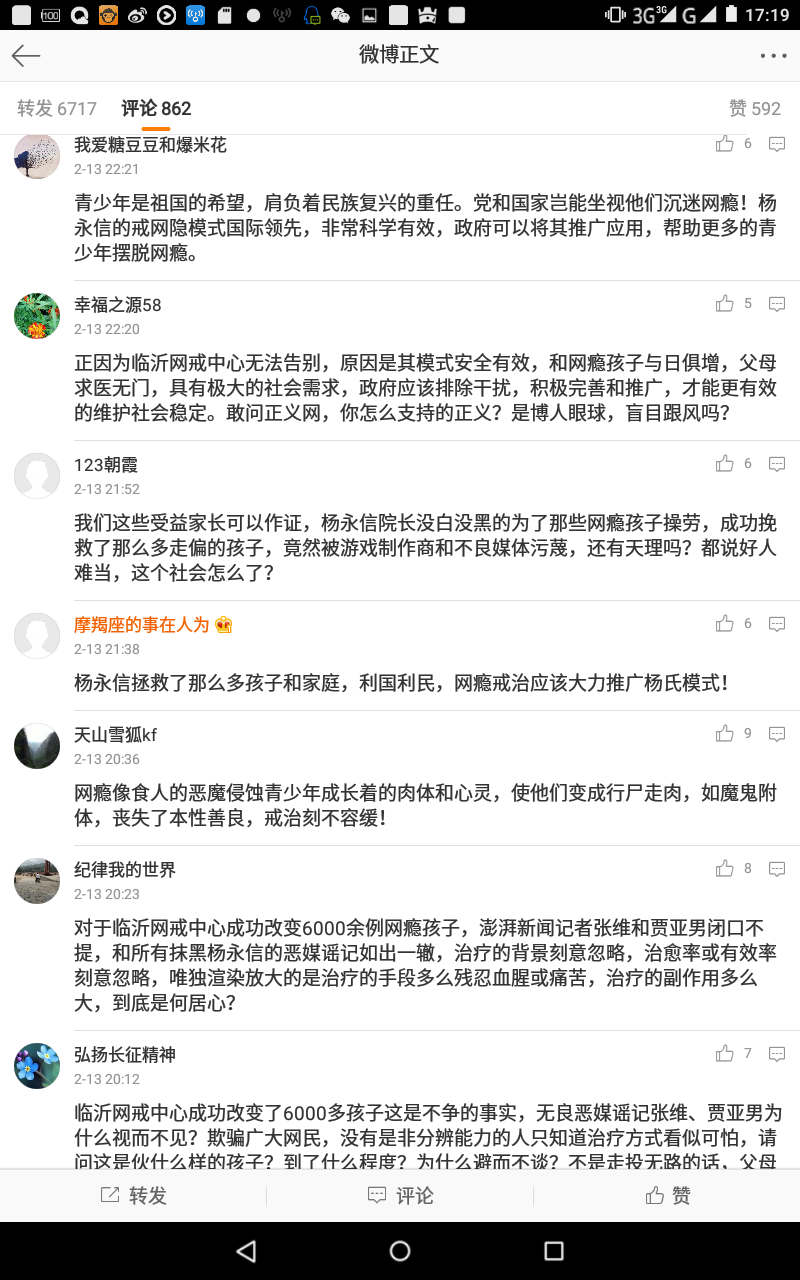 100
3G
3G
G
17:19
微博正文
转发 6717
评论 862
赞 592
我爱糖豆豆和爆米花
6
2-13 22:21
青少年是祖国的希望，肩负着民族复兴的重任。党和国家岂能坐视他们沉迷网瘾！杨
永信的戒网隐模式国际领先，非常科学有效，政府可以将其推广应用，帮助更多的青
少年摆脱网瘾。
幸福之源58
5
2-13 22:20
正因为临沂网戒中心无法告别，原因是其模式安全有效，和网瘾孩子与日俱增，父母
求医无门，具有极大的社会需求，政府应该排除干扰，积极完善和推广，才能更有效
的维护社会稳定。敢问正义网，你怎么支持的正义？是博人眼球，盲目跟风吗？
123朝霞
6
2-13 21:52
我们这些受益家长可以作证，杨永信院长没白没黑的为了那些网瘾孩子操劳，成功挽
救了那么多走偏的孩子，竟然被游戏制作商和不良媒体污蔑，还有天理吗？都说好人
难当，这个社会怎么了？
摩羯座的事在人为
6
2-13 21:38
杨永信拯救了那么多孩子和家庭，利国利民，网瘾戒治应该大力推广杨氏模式！
天山雪狐kf
9
2-13 20:36
网瘾像食人的恶魔侵蚀青少年成长着的肉体和心灵，使他们变成行尸走肉，如魔鬼附
体，丧失了本性善良，戒治刻不容缓！
纪律我的世界
8
2-13 20:23
对于临沂网戒中心成功改变6000余例网瘾孩子，澎湃新闻记者张维和贾亚男闭口不
提，和所有抹黑杨永信的恶媒谣记如出一辙，治疗的背景刻意忽略，治愈率或有效率
刻意忽略，唯独渲染放大的是治疗的手段多么残忍血腥或痛苦，治疗的副作用多么
大，到底是何居心？
弘扬长征精神
7
2-13 20:12
临沂网戒中心成功改变了6000多孩子这是不争的事实，无良恶媒谣记张维、贾亚男为
什么视而不见？欺骗广大网民，没有是非分辨能力的人只知道治疗方式看似可怕，请
问这是伙什么样的孩子？到了什么程度？为什么避而不谈？不是走投无路的话，父母
转发
评论
赞